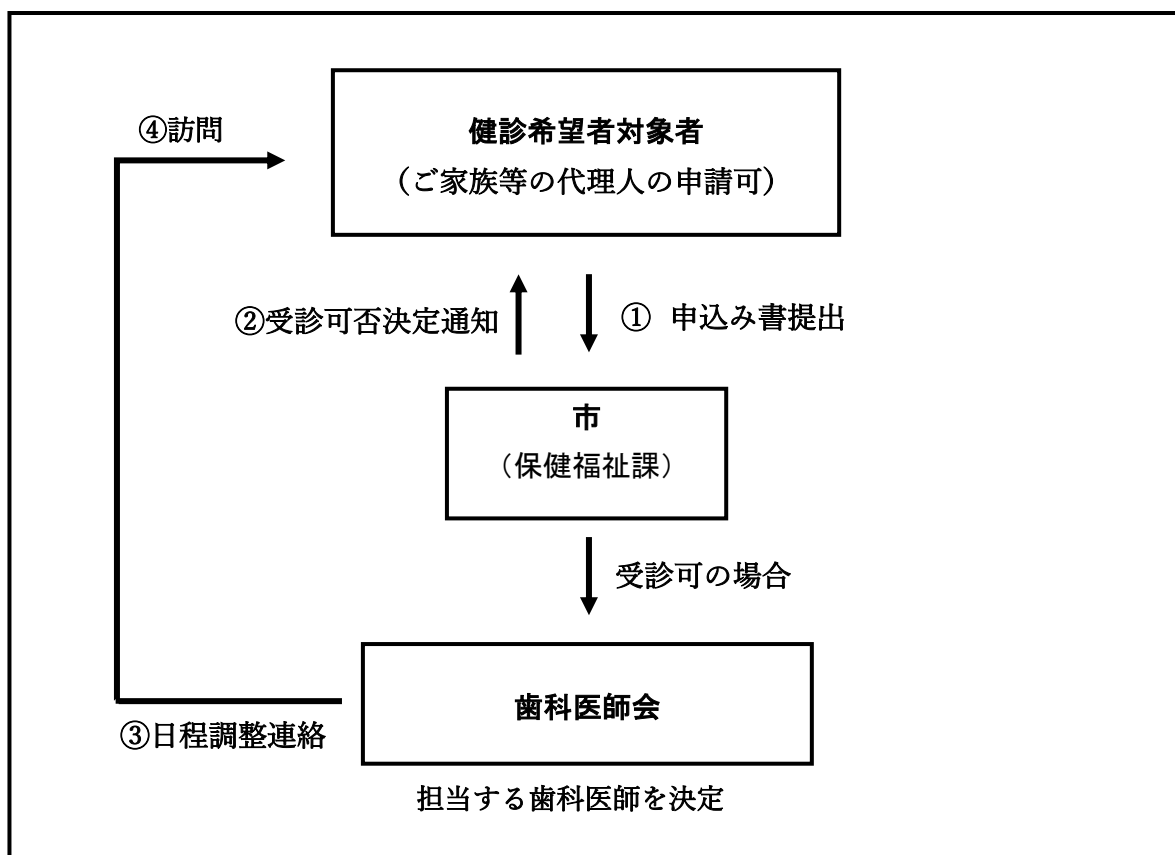 ④訪問
健診希望者対象者
（ご家族等の代理人の申請可）
②受診可否決定通知
① 申込み書提出
市
（保健福祉課）
受診可の場合
歯科医師会
③日程調整連絡
担当する歯科医師を決定